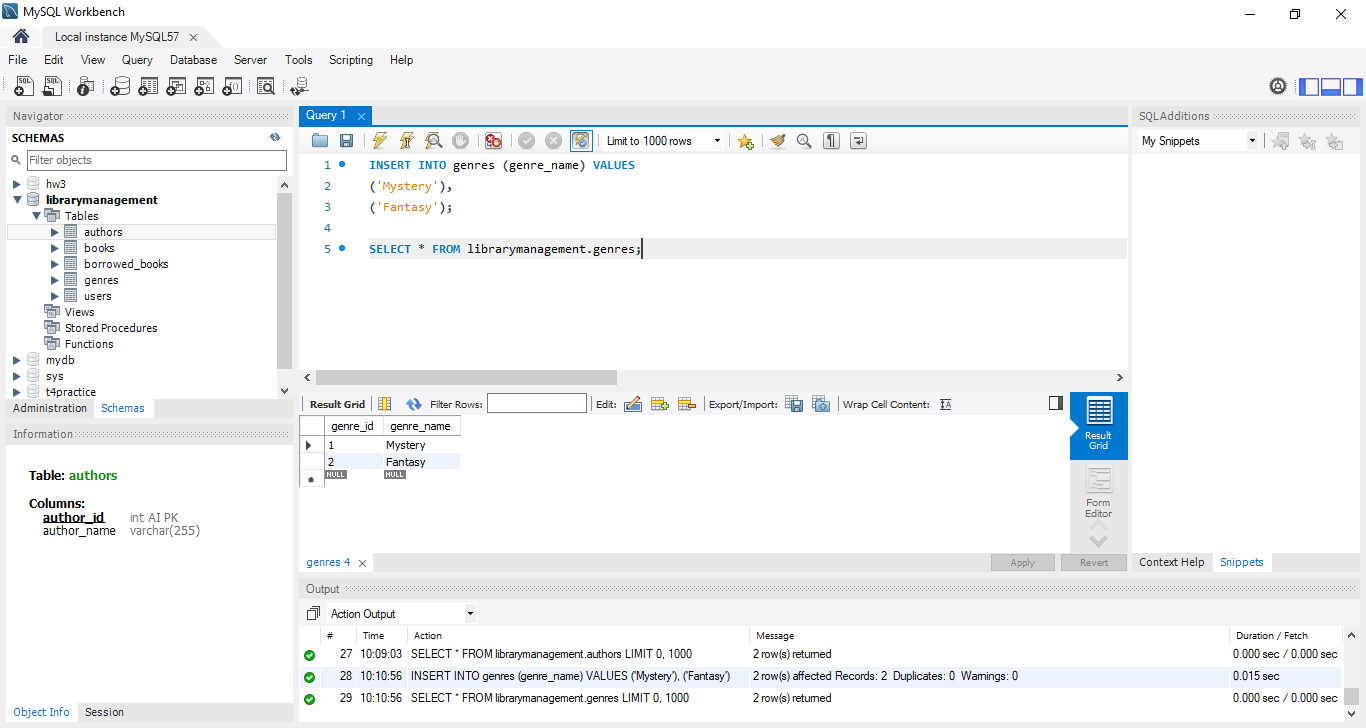 MySQL Workbench
Local instance MySQL57
File Edit View Query Database Server Tools Scripting Help
Navigator
SCHEMAS
Filter objects
hw3
librarymanagement
Tables
authors
books
borrowed_books
genres
users
Views
Stored Procedures
Functions
mydb
sys
t4practice
Administration Schemas
Information
Table: authors
Columns:
author_id int AI PK
author_name varchar(255)
Object Info Session
Query 1
Limit to 1000 rows
1 INSERT INTO genres (genre_name) VALUES
2 ('Mystery'),
3 ('Fantasy');
4
5 SELECT * FROM librarymanagement.genres;
Result Grid Filter Rows: Edit: Export/Import: Wrap Cell Content:
genre_id genre_name
1 Mystery
2 Fantasy
NULL NULL
Result
Grid
Form
Editor
genres 4
Apply Revert
SQLAdditions
My Snippets
Context Help Snippets
Output
Action Output
# Time Action Message Duration / Fetch
27 10:09:03 SELECT * FROM librarymanagement.authors LIMIT 0, 1000 2 row(s) returned 0.000 sec / 0.000 sec
28 10:10:56 INSERT INTO genres (genre_name) VALUES ('Mystery'), ('Fantasy') 2 row(s) affected Records: 2 Duplicates: 0 Warnings: 0 0.015 sec
29 10:10:56 SELECT * FROM librarymanagement.genres LIMIT 0, 1000 2 row(s) returned 0.000 sec / 0.000 sec